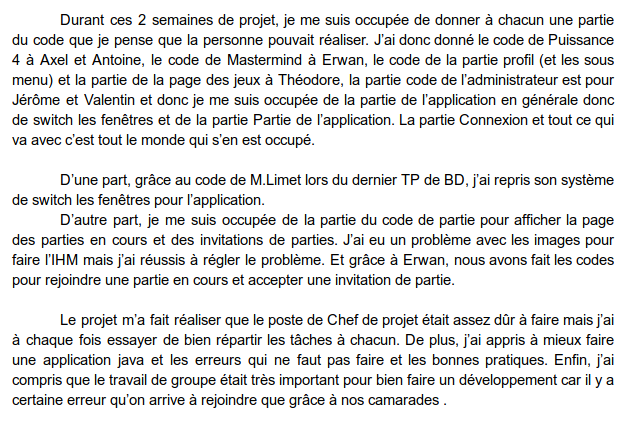 Durant ces 2 semaines de projet, je me suis occupée de donner à chacun une partie
du code que je pense que la personne pouvait réaliser. J’ai donc donné le code de Puissance
4 à Axel et Antoine, le code de Mastermind à Erwan, le code de la partie profil (et les sous
menu) et la partie de la page des jeux à Théodore, la partie code de l’administrateur est pour
Jérôme et Valentin et donc je me suis occupée de la partie de l’application en générale donc
de switch les fenêtres et de la partie Partie de l’application. La partie Connexion et tout ce qui
va avec c’est tout le monde qui s’en est occupé.
D’une part, grâce au code de M.Limet lors du dernier TP de BD, j’ai repris son système
de switch les fenêtres pour l’application.
D’autre part, je me suis occupée de la partie du code de partie pour afficher la page
des parties en cours et des invitations de parties. J’ai eu un problème avec les images pour
faire l’IHM mais j’ai réussis à régler le problème. Et grâce à Erwan, nous avons fait les codes
pour rejoindre une partie en cours et accepter une invitation de partie.
Le projet m’a fait réaliser que le poste de Chef de projet était assez dûr à faire mais j’ai
à chaque fois essayer de bien répartir les tâches à chacun. De plus, j’ai appris à mieux faire
une application java et les erreurs qui ne faut pas faire et les bonnes pratiques. Enfin, j’ai
compris que le travail de groupe était très important pour bien faire un développement car il y a
certaine erreur qu’on arrive à rejoindre que grâce à nos camarades .